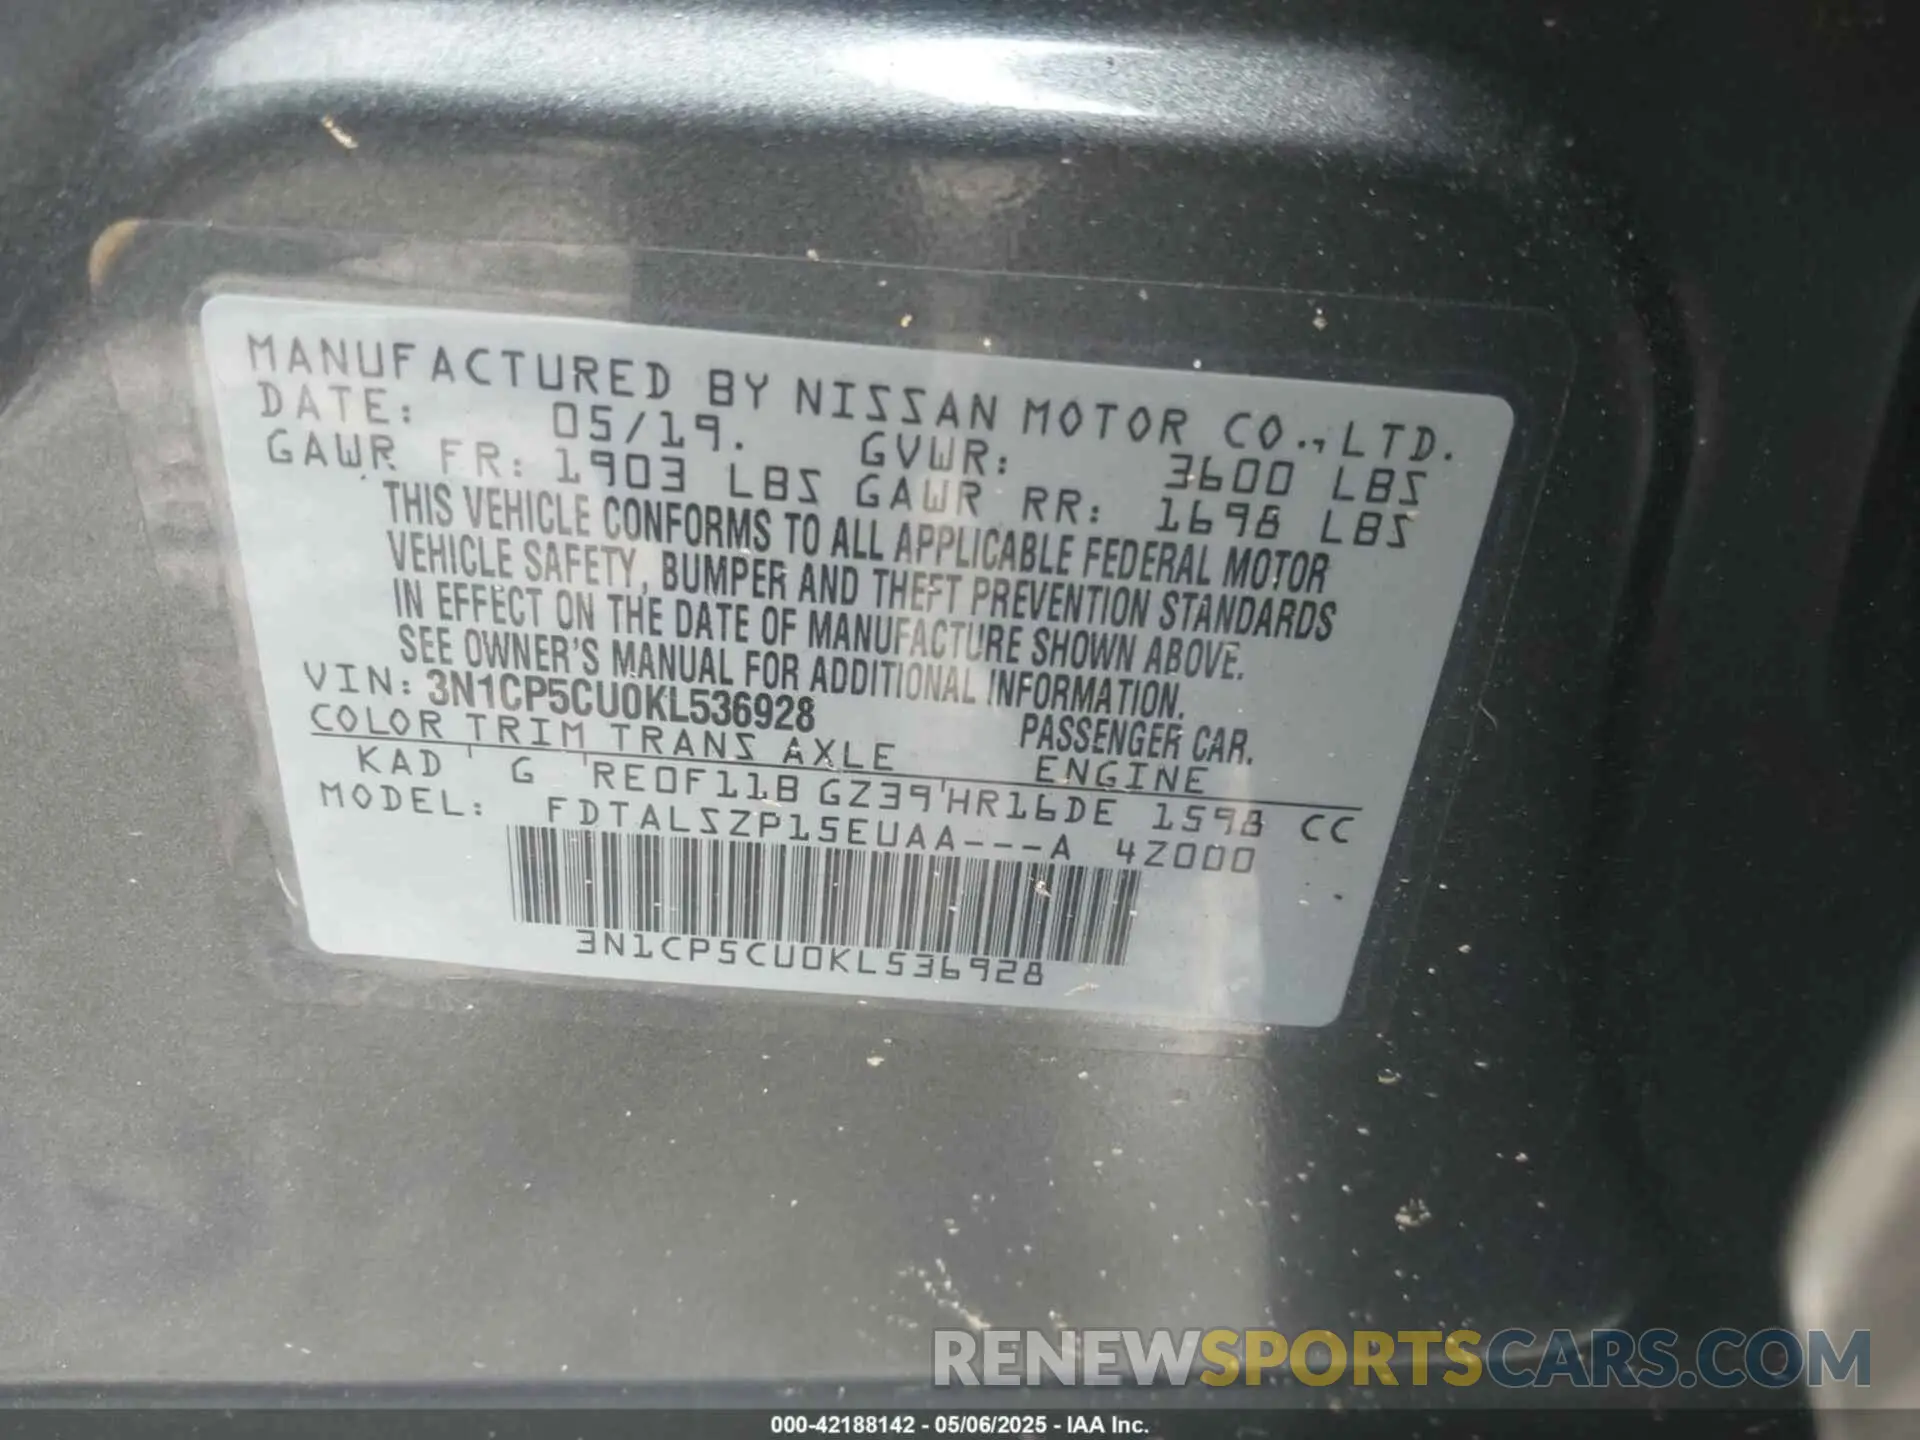 MANUFACTURED BY NISSAN MOTOR CO., LTD.
DATE: 05/19. GVWR: 3600 LBS
GAWR FR: 1903 LBS GAWR RR: 1698 LBS
THIS VEHICLE CONFORMS TO ALL APPLICABLE FEDERAL MOTOR
VEHICLE SAFETY, BUMPER AND THEFT PREVENTION STANDARDS
IN EFFECT ON THE DATE OF MANUFACTURE SHOWN ABOVE.
SEE OWNER'S MANUAL FOR ADDITIONAL INFORMATION.
VIN: 3N1CP5CU0KL536928 PASSENGER CAR.
COLOR TRIM TRANS AXLE ENGINE
KAD G RE0F11B GZ39 HR16DE 1598 CC
MODEL: FDTALSZP15EUAA---A 4Z000
3N1CP5CU0KL536928
RENEWSPORTSCARS.COM
000-42188142 - 05/06/2025 - IAA Inc.